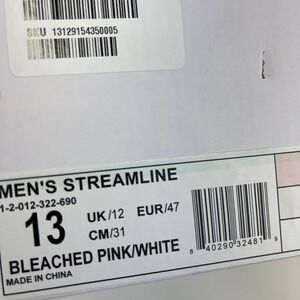 SKU 13129154350005
MEN'S STREAMLINE
1-2-012-322-690
13 UK/12 EUR/47
CM/31
BLEACHED PINK/WHITE
MADE IN CHINA
8 40290 32481 9